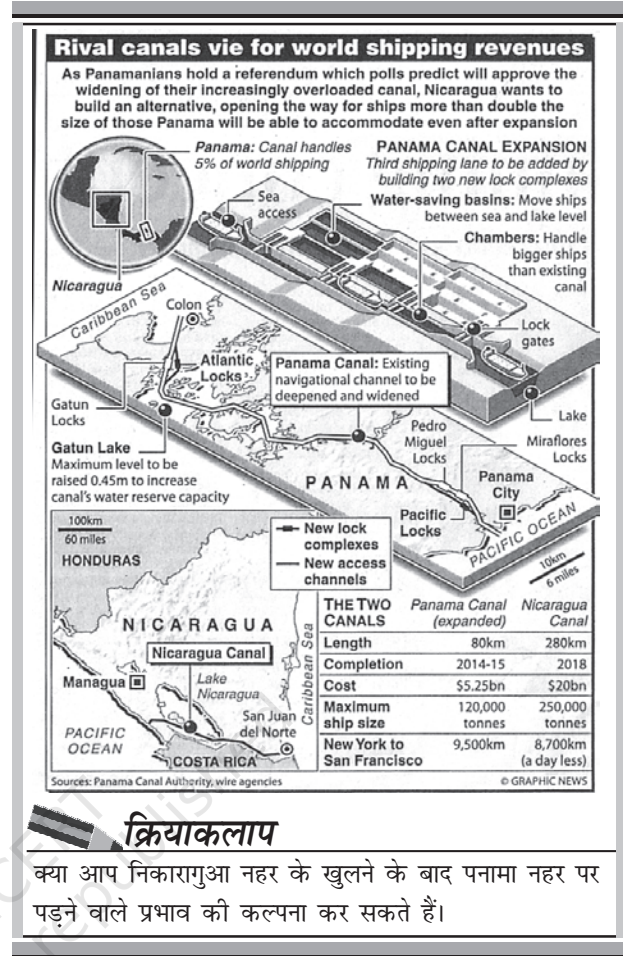 Rival canals vie for world shipping revenues
As Panamanians hold a referendum which polls predict will approve the
widening of their increasingly overloaded canal, Nicaragua wants to
build an alternative, opening the way for ships more than double the
size of those Panama will be able to accommodate even after expansion
Panama: Canal handles
5% of world shipping
PANAMA CANAL EXPANSION
Third shipping lane to be added by
building two new lock complexes
Water-saving basins: Move ships
between sea and lake level
Chambers: Handle
bigger ships
than existing
canal
Sea
access
Lock
gates
Lake
Nicaragua
Caribbean Sea
Colon
Atlantic
Locks
Panama Canal: Existing
navigational channel to be
deepened and widened
Gatun
Locks
Gatun Lake
Maximum level to be
raised 0.45m to increase
canal's water reserve capacity
Pedro
Miguel
Locks
Miraflores
Locks
PANAMA
Panama
City
Pacific
Locks
PACIFIC OCEAN
10km
6 miles
100km
60 miles
HONDURAS
New lock
complexes
New access
channels
NICARAGUA
Nicaragua Canal
Managua
Lake
Nicaragua
Caribbean Sea
San Juan
del Norte
PACIFIC
OCEAN
COSTA RICA
THE TWO CANALS Panama Canal (expanded) Nicaragua Canal
Length 80km 280km
Completion 2014-15 2018
Cost $5.25bn $20bn
Maximum ship size 120,000 tonnes 250,000 tonnes
New York to San Francisco 9,500km 8,700km (a day less)
Sources: Panama Canal Authority, wire agencies
© GRAPHIC NEWS
क्रियाकलाप
क्या आप निकारागुआ नहर के खुलने के बाद पनामा नहर पर
पड़ने वाले प्रभाव की कल्पना कर सकते हैं।